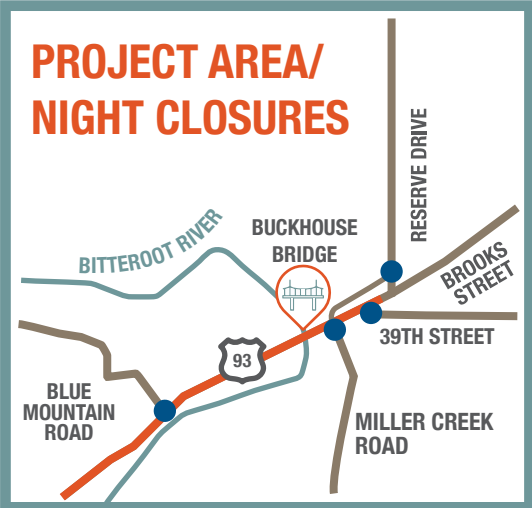 PROJECT AREA/
NIGHT CLOSURES
RESERVE DRIVE
BITTEROOT RIVER
BUCKHOUSE
BRIDGE
BROOKS
STREET
39TH STREET
93
BLUE
MOUNTAIN
ROAD
MILLER CREEK
ROAD